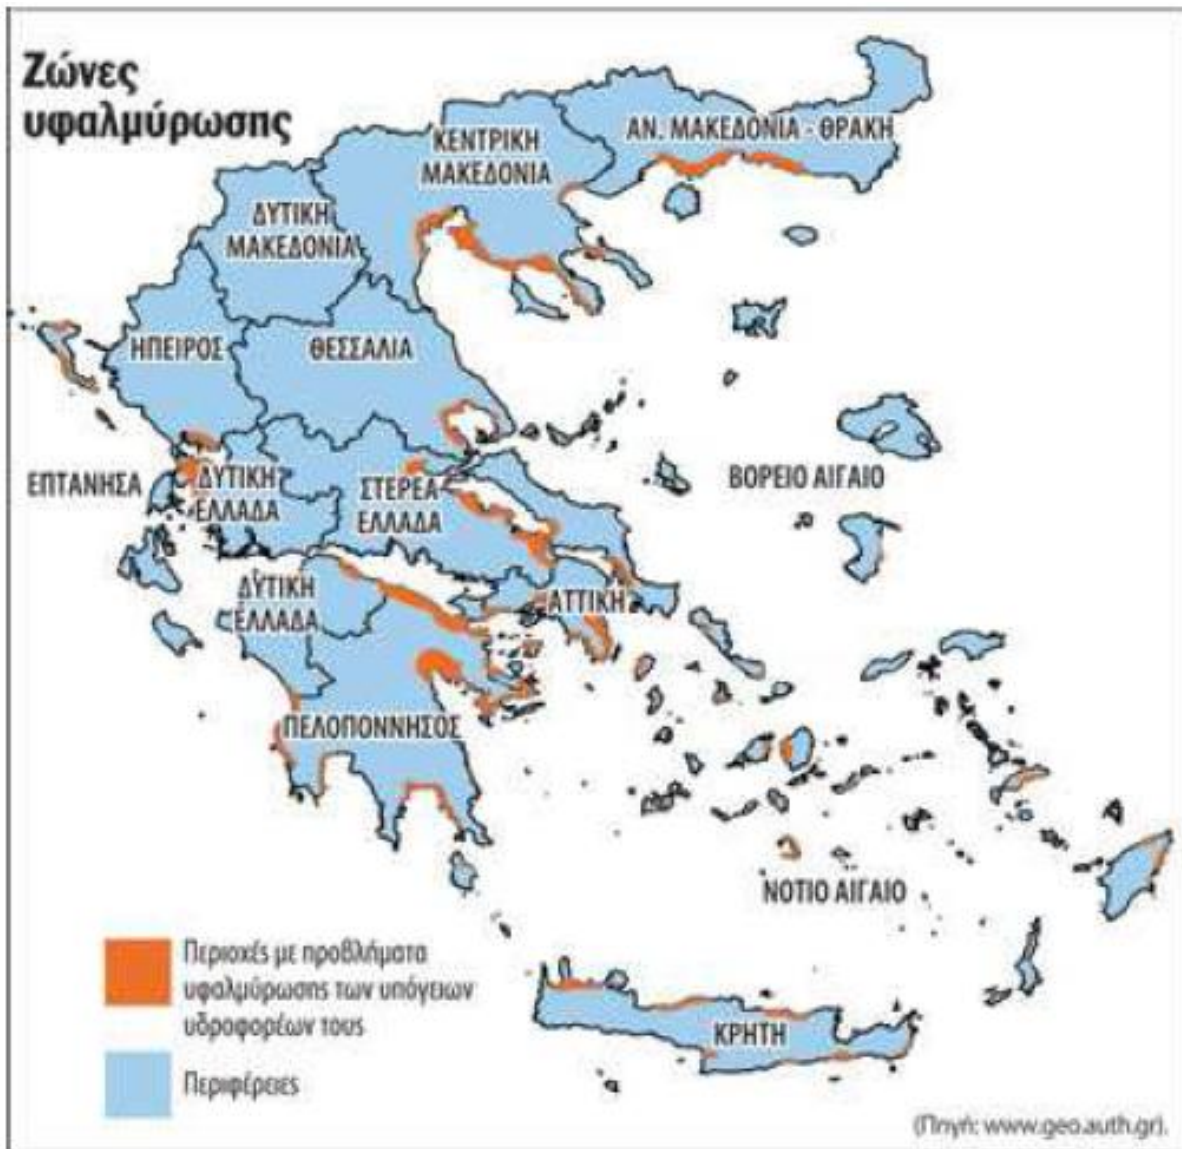 Ζώνες
υφαλμύρωσης
ΑΝ. ΜΑΚΕΔΟΝΙΑ - ΘΡΑΚΗ
ΚΕΝΤΡΙΚΗ
ΜΑΚΕΔΟΝΙΑ
ΔΥΤΙΚΗ
ΜΑΚΕΔΟΝΙΑ
ΗΠΕΙΡΟΣ
ΘΕΣΣΑΛΙΑ
ΕΠΤΑΝΗΣΑ
ΔΥΤΙΚΗ
ΕΛΛΑΔΑ
ΣΤΕΡΕΑ
ΕΛΛΑΔΑ
ΒΟΡΕΙΟ ΑΙΓΑΙΟ
ΔΥΤΙΚΗ
ΕΛΛΑΔΑ
ΑΤΤΙΚΗ
ΠΕΛΟΠΟΝΝΗΣΟΣ
ΝΟΤΙΟ ΑΙΓΑΙΟ
ΚΡΗΤΗ
Περιοχές με προβλήματα
υφαλμύρωσης των υπόγειων
υδροφορέων τους
Περιφέρειες
(Πηγή: www.geo.auth.gr).